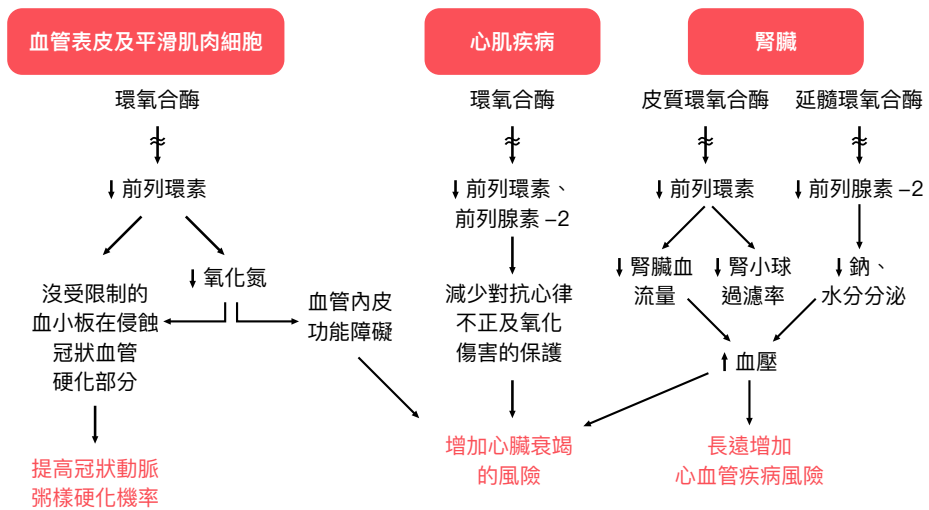 血管表皮及平滑肌肉細胞
環氧合酶
↓前列環素
↓氧化氮
沒受限制的
血小板在侵蝕
冠狀血管
硬化部分
血管內皮
功能障礙
提高冠狀動脈
粥樣硬化機率
心肌疾病
環氧合酶
↓前列環素、
前列腺素 –2
減少對抗心律
不正及氧化
傷害的保護
增加心臟衰竭
的風險
腎臟
皮質環氧合酶
↓前列環素
↓腎臟血
流量
↓腎小球
過濾率
延髓環氧合酶
↓前列腺素 –2
↓鈉、
水分分泌
↑血壓
長遠增加
心血管疾病風險